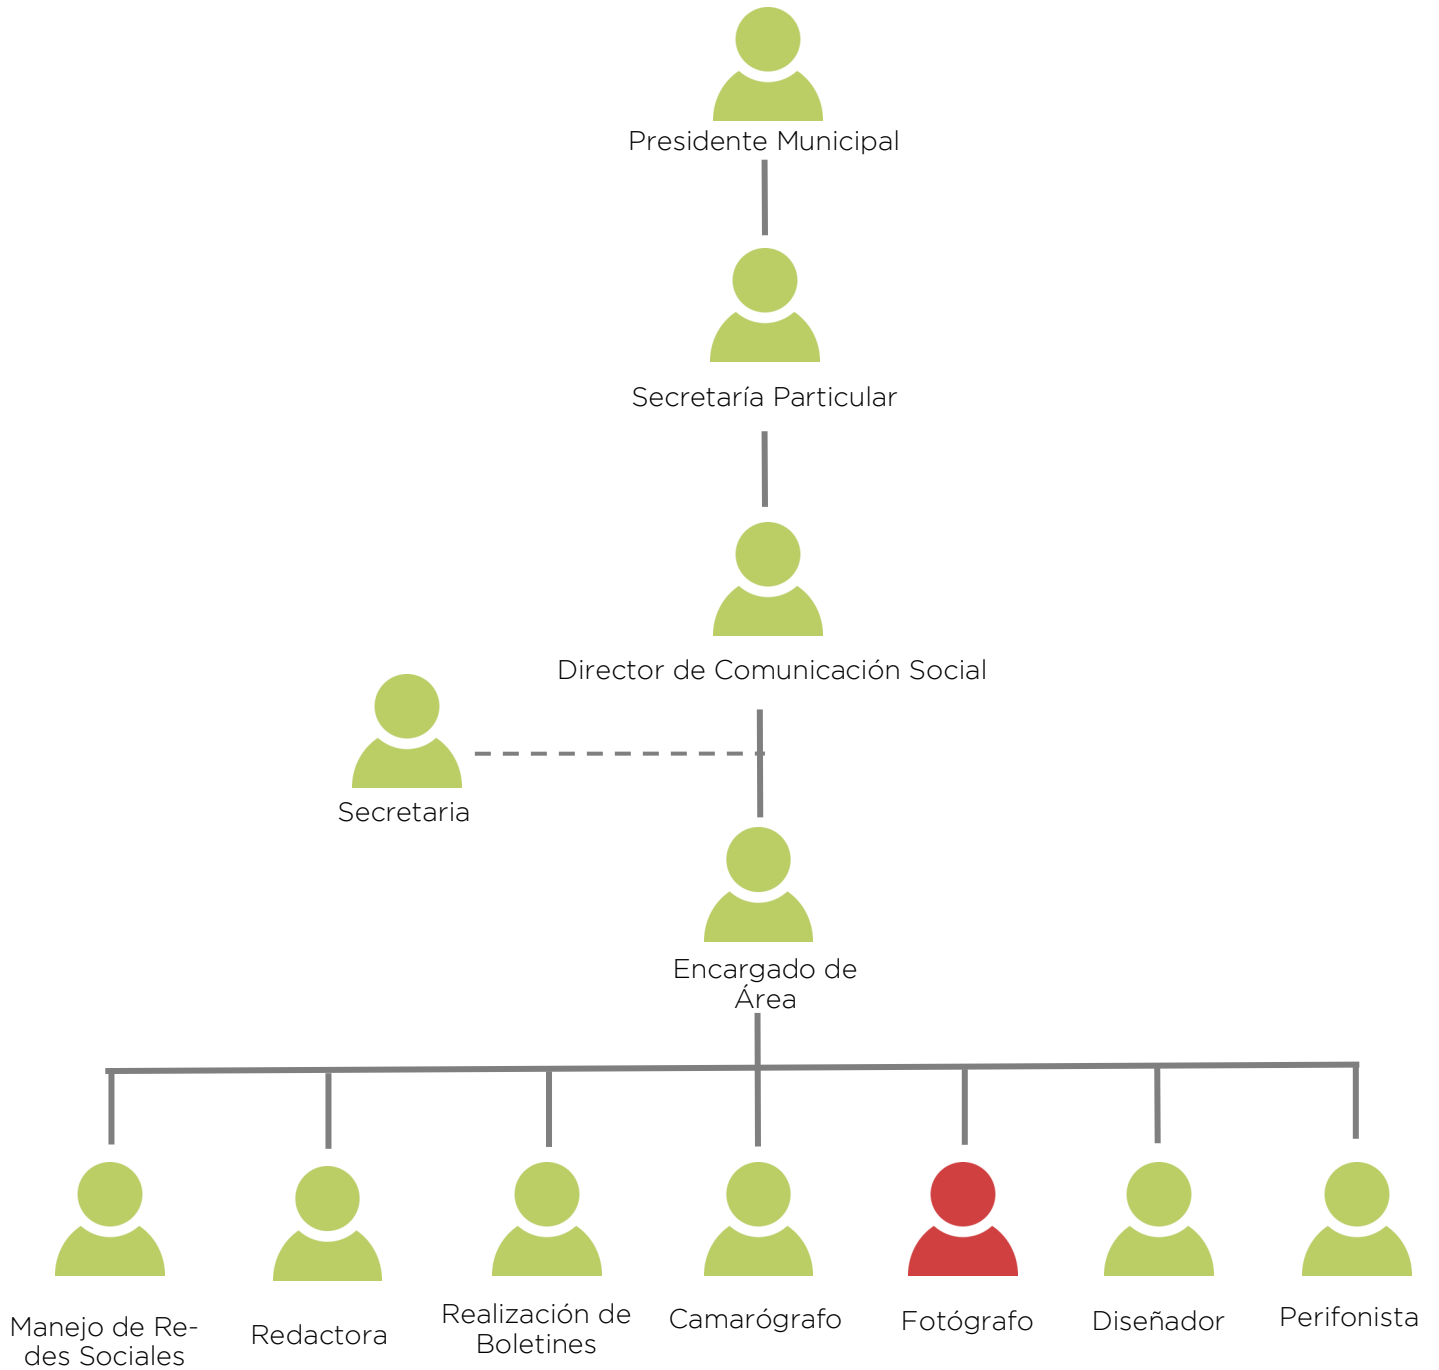 Presidente Municipal
Secretaría Particular
Director de Comunicación Social
Secretaria
Encargado de
Área
Manejo de Re-
des Sociales
Redactora
Realización de
Boletines
Camarógrafo
Fotógrafo
Diseñador
Perifonista